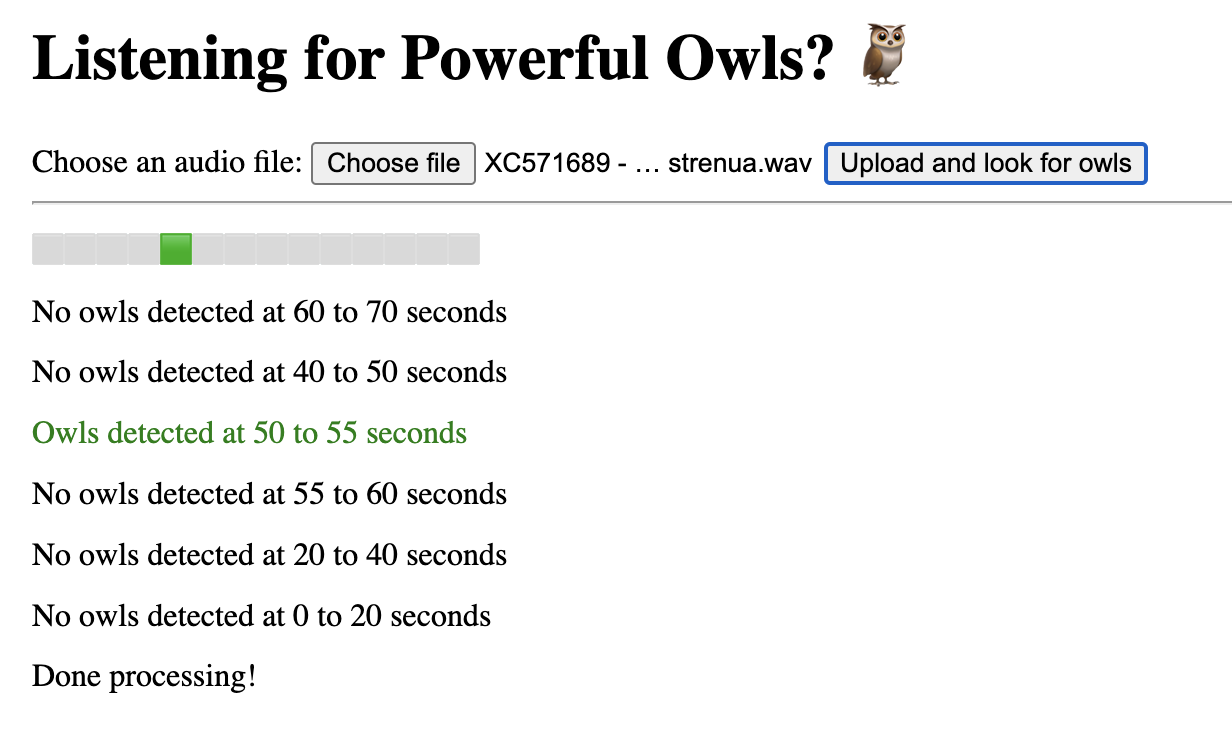 Listening for Powerful Owls? 🦉
Choose an audio file: Choose file XC571689 - … strenua.wav Upload and look for owls
No owls detected at 60 to 70 seconds
No owls detected at 40 to 50 seconds
Owls detected at 50 to 55 seconds
No owls detected at 55 to 60 seconds
No owls detected at 20 to 40 seconds
No owls detected at 0 to 20 seconds
Done processing!